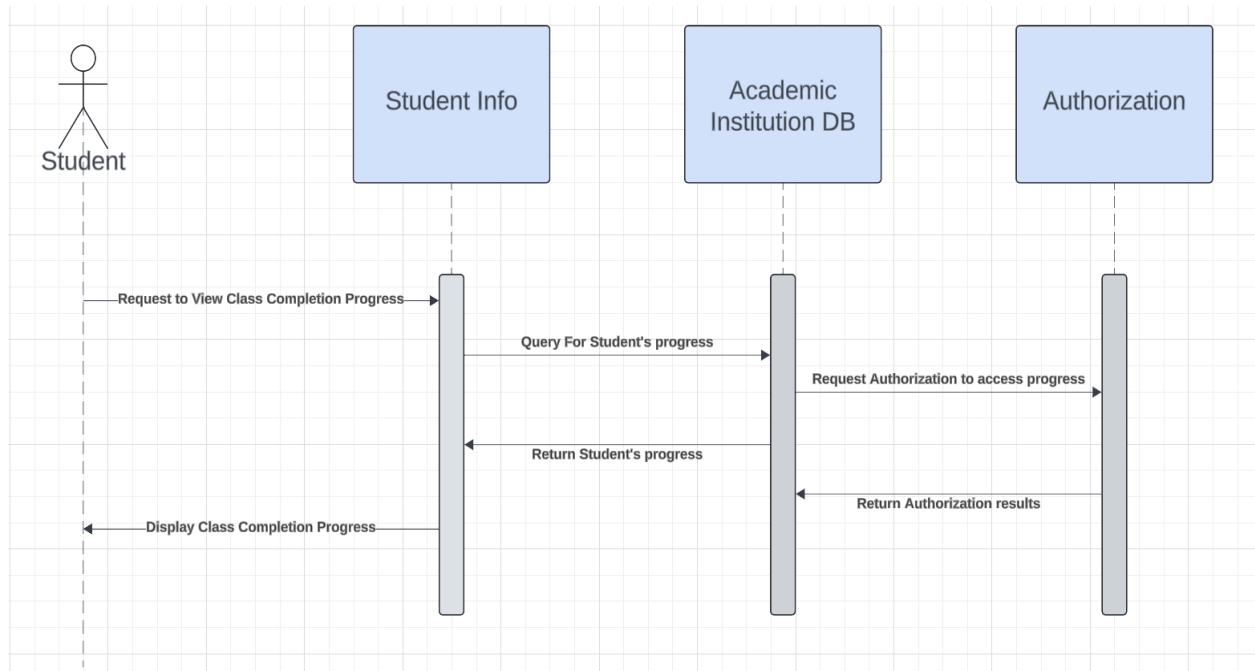 Student Info
Academic
Institution DB
Authorization
Student
Request to View Class Completion Progress
Query For Student's progress
Request Authorization to access progress
Return Student's progress
Return Authorization results
Display Class Completion Progress